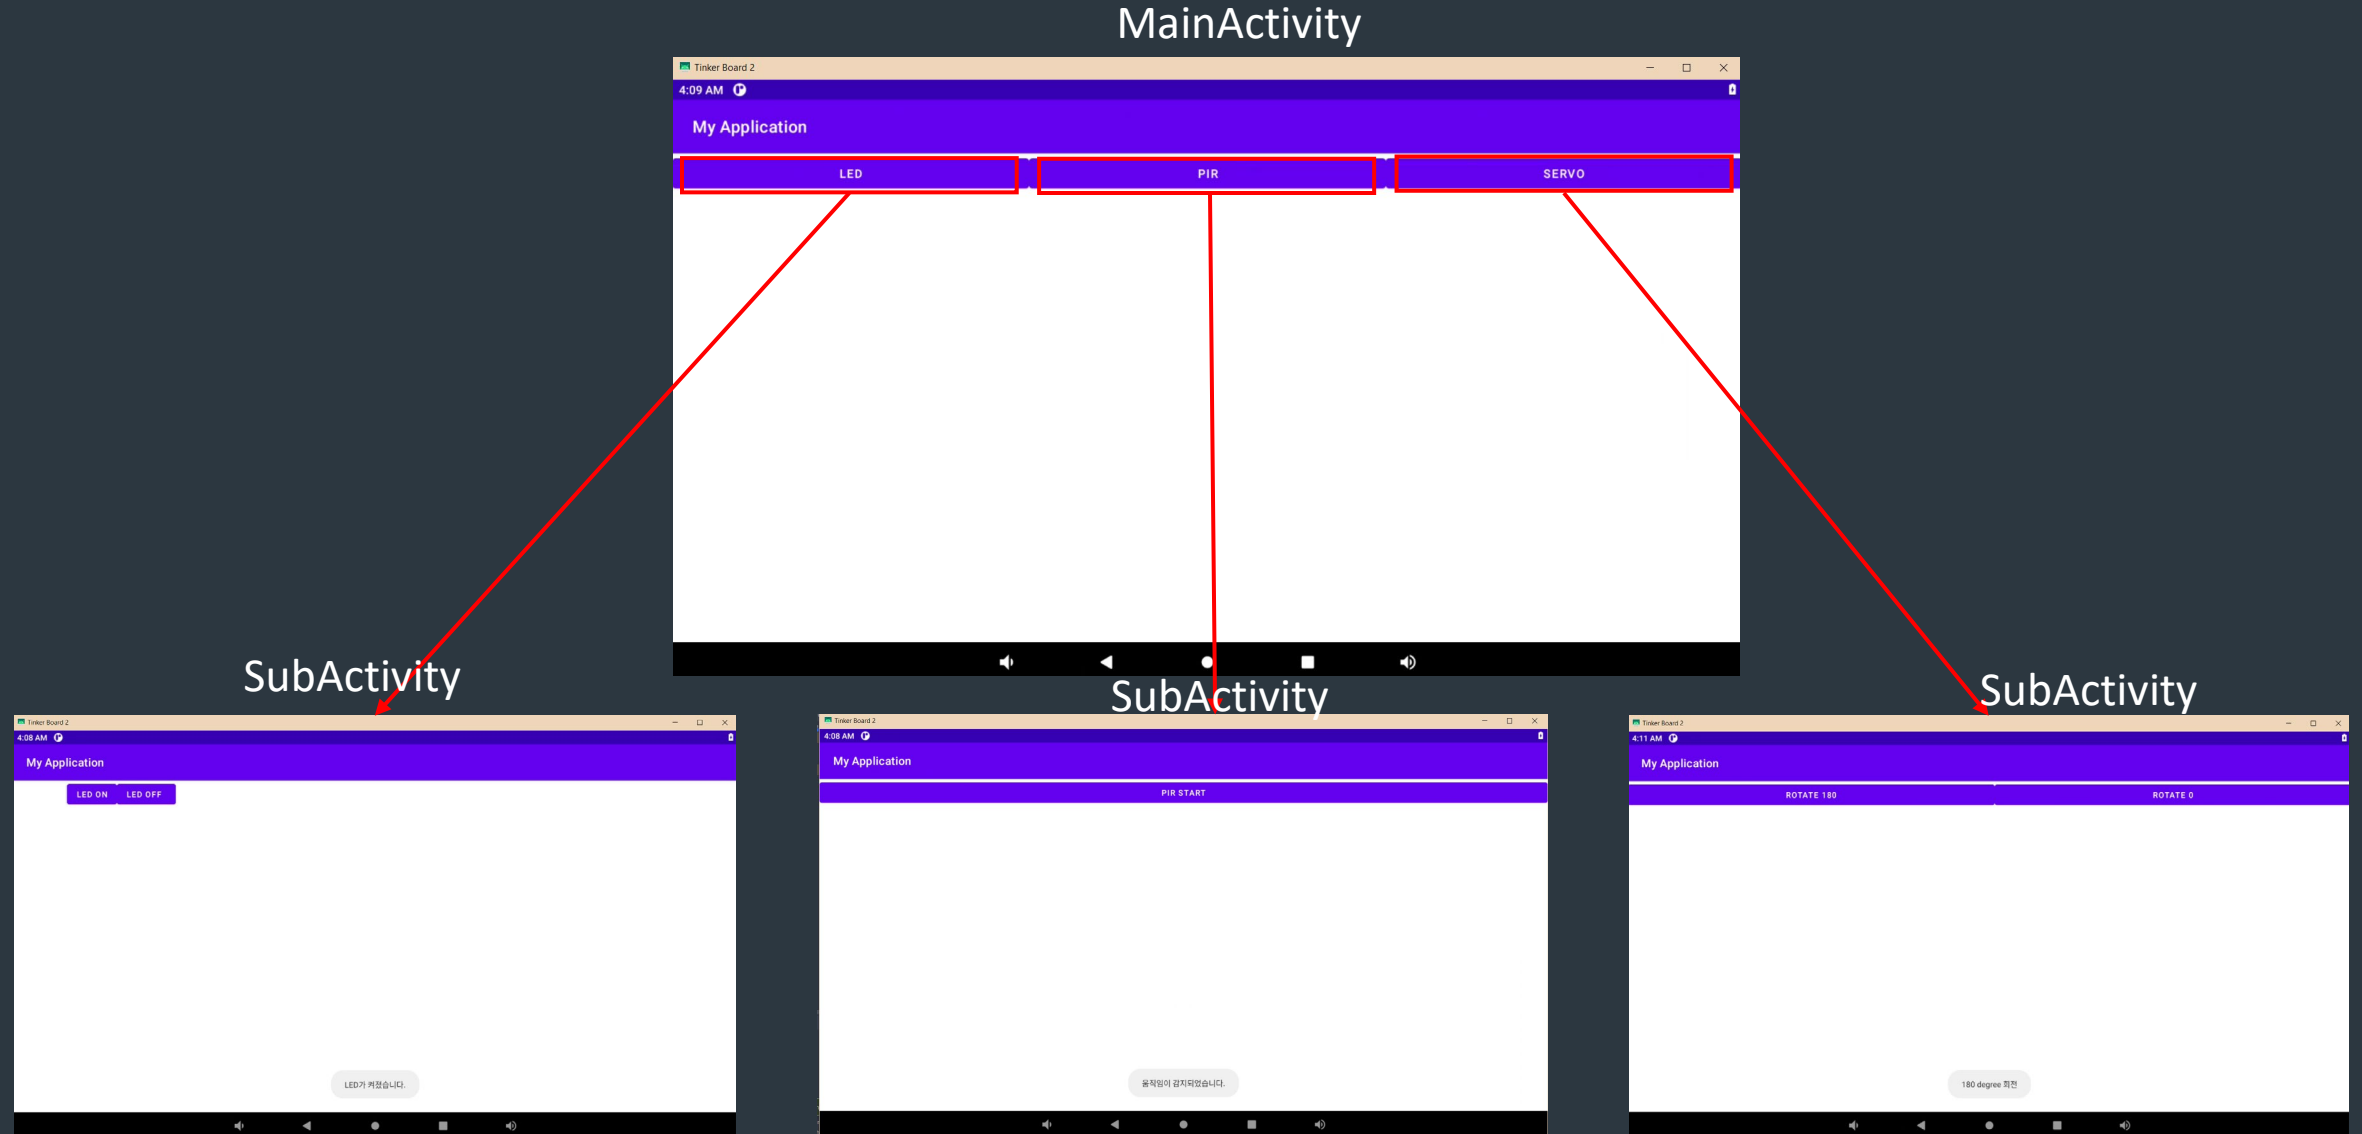 MainActivity
Tinker Board 2
4:09 AM
My Application
LED PIR SERVO
SubActivity
Tinker Board 2
4:08 AM
My Application
LED ON LED OFF
LED가 켜졌습니다.
SubActivity
Tinker Board 2
4:08 AM
My Application
PIR START
움직임이 감지되었습니다.
SubActivity
Tinker Board 2
4:11 AM
My Application
ROTATE 180 ROTATE 0
180 degree 회전